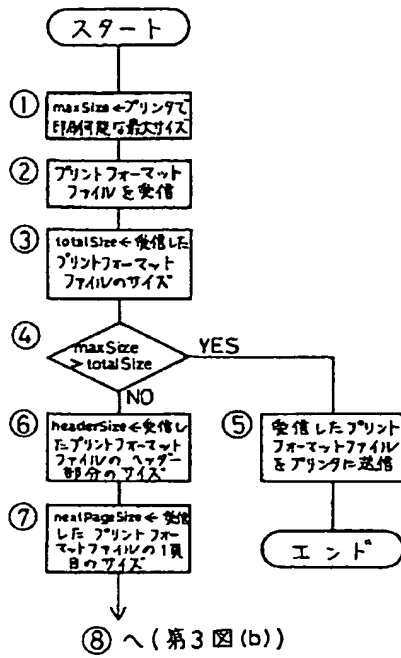 スタート
①
maxSize←プリンタで
印刷可能な最大サイズ
②
プリントフォーマット
ファイルを受信
③
totalSize←受信した
プリントフォーマット
ファイルのサイズ
④
maxSize
>totalSize
YES
NO
⑤
受信したプリント
フォーマットファイル
をプリンタに送信
⑥
headerSize←受信し
たプリントフォーマット
ファイルのヘッダー
部分のサイズ
エンド
⑦
nextPageSize←受信
したプリントフォー
マットファイルの1頁
目のサイズ
⑧へ(第3図(b))